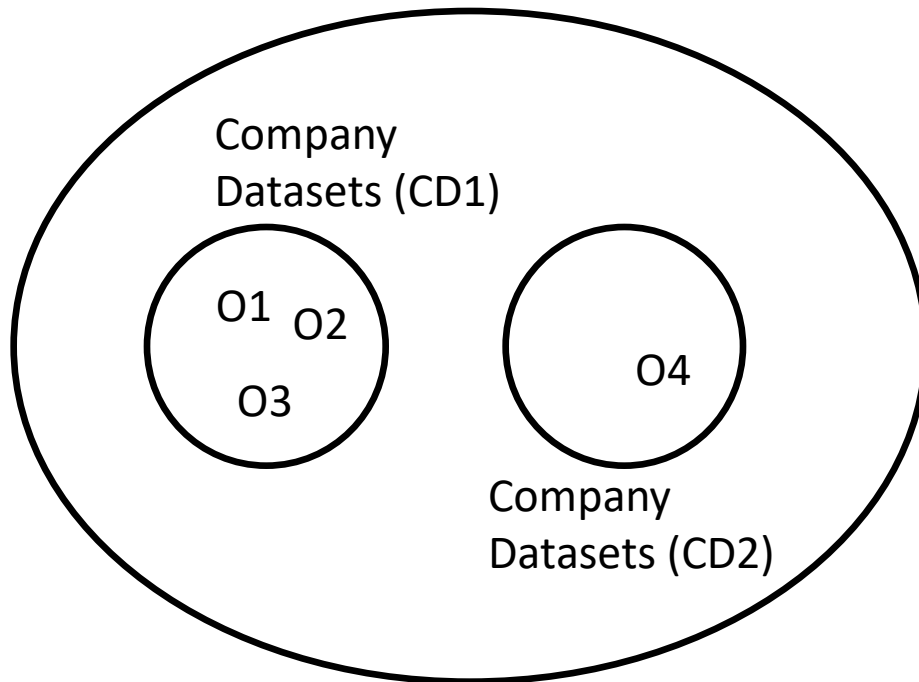 Company
Datasets (CD1)
O1
O2
O3
O4
Company
Datasets (CD2)